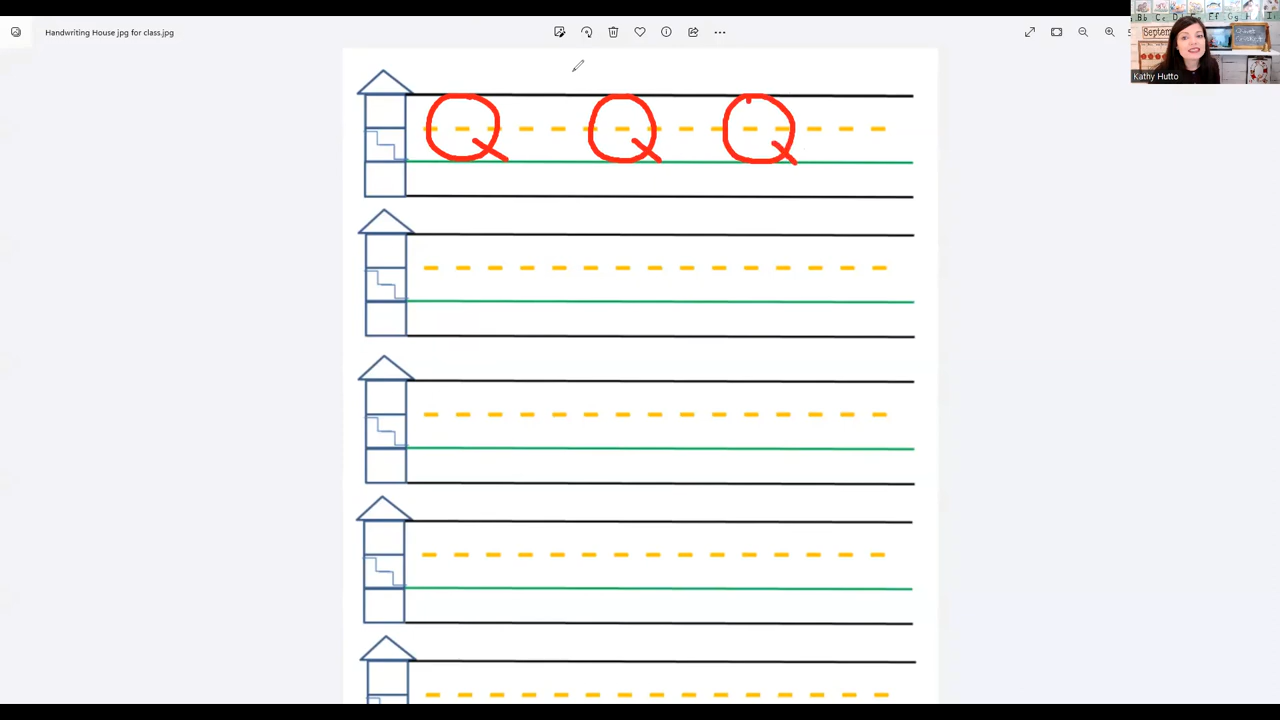 Handwriting House jpg for class.jpg
Kathy Hutto
September
Q Q Q